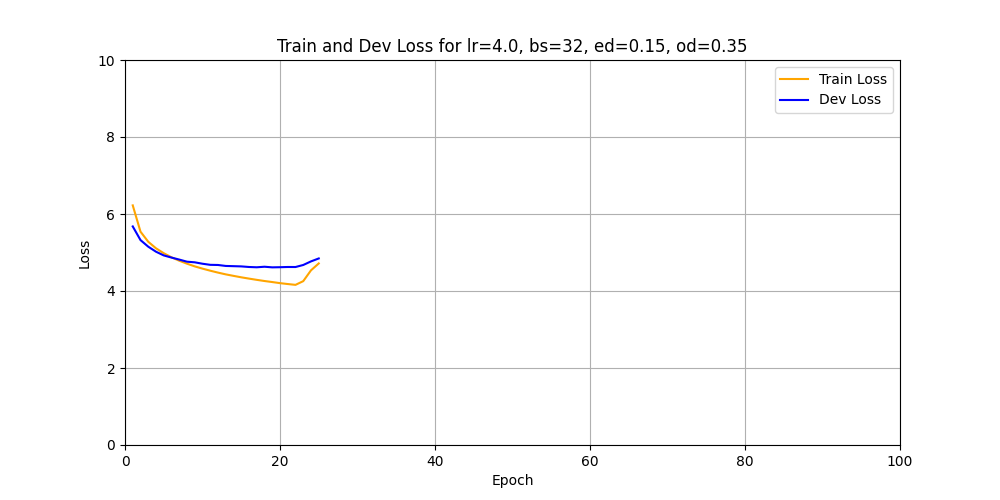 Train and Dev Loss for lr=4.0, bs=32, ed=0.15, od=0.35
Train Loss
Dev Loss
Loss
10
8
6
4
2
0
0 20 40 60 80 100
Epoch